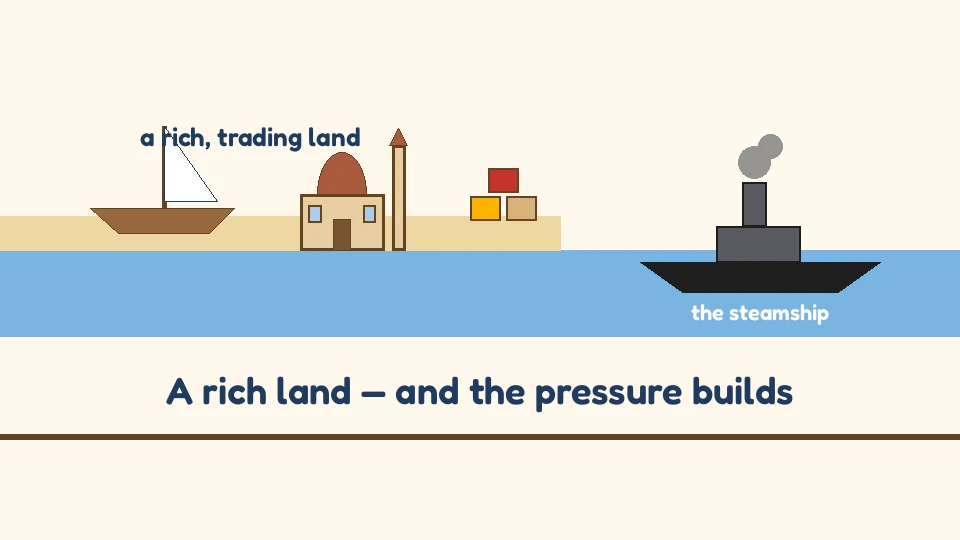 a rich, trading land
the steamship
A rich land — and the pressure builds